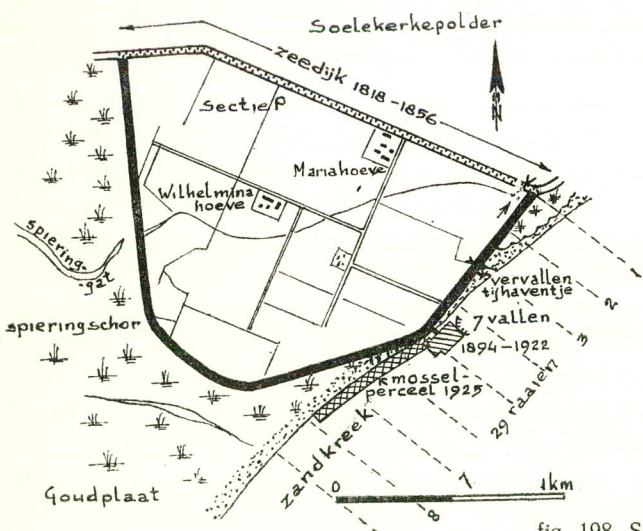 Soelekerkepolder
zeedijk 1818-1856
N
Sectie P
Mariahoeve
Wilhelmina
hoeve
spiering-
-gat
spieringschor
vervallen
tijhaventje
7 vallen
1894-1922
mossel-
perceel 1925
zandkreek
29 raaien
1
2
3
7
8
Goudplaat
0
1km
fig. 198. S